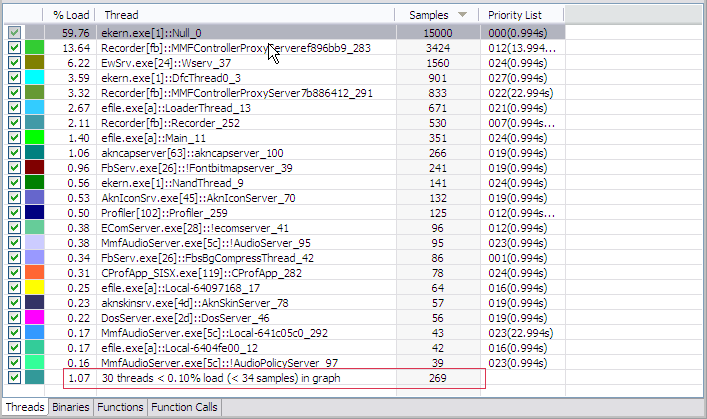 % Load Thread Samples Priority List
59.76 ekern.exe[1]::Null_0 15000 000(0.994s)
13.64 Recorder[fb]::MMFControllerProxyServeref896bb9_283 3424 012(13.994...
6.22 EwSrv.exe[24]::Wserv_37 1560 024(0.994s)
3.59 ekern.exe[1]::DfcThread0_3 901 027(0.994s)
3.32 Recorder[fb]::MMFControllerProxyServer7b886412_291 833 022(22.994s)
2.67 efile.exe[a]::LoaderThread_13 671 021(0.994s)
2.11 Recorder[fb]::Recorder_252 530 007(0.994s...
1.40 efile.exe[a]::Main_11 351 024(0.994s)
1.06 akncapserver[63]::akncapserver_100 266 019(0.994s)
0.96 FbServ.exe[26]::!Fontbitmapserver_39 241 019(0.994s)
0.56 ekern.exe[1]::NandThread_9 141 024(0.994s)
0.53 AknIconSrv.exe[45]::AknIconServer_70 132 019(0.994s)
0.50 Profiler[102]::Profiler_259 125 012(0.994s...
0.38 EComServer.exe[28]::!ecomserver_41 96 012(0.994s)
0.38 MmfAudioServer.exe[5c]::!AudioServer_95 95 023(0.994s)
0.34 FbServ.exe[26]::FbsBgCompressThread_42 86 001(0.994s)
0.31 CProfApp_SISX.exe[119]::CProfApp_282 78 024(0.994s)
0.25 efile.exe[a]::Local-64097168_17 64 016(0.994s)
0.23 aknskinsrv.exe[4d]::AknSkinServer_78 57 019(0.994s)
0.22 DosServer.exe[2d]::DosServer_46 56 019(0.994s)
0.17 MmfAudioServer.exe[5c]::Local-641c05c0_292 43 023(22.994s)
0.17 efile.exe[a]::Local-6404fe00_12 42 016(0.994s)
0.16 MmfAudioServer.exe[5c]::!AudioPolicyServer_97 39 023(0.994s)
1.07 30 threads < 0.10% load (< 34 samples) in graph 269
Threads Binaries Functions Function Calls